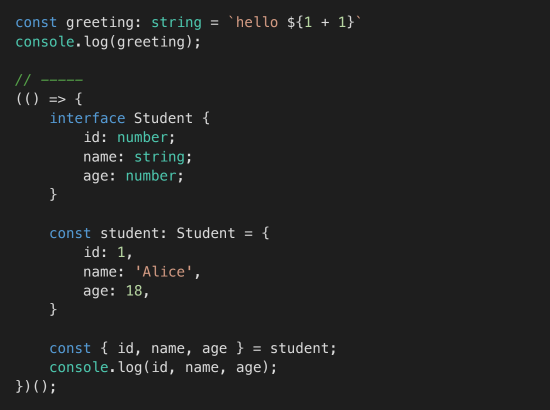 const greeting: string = `hello ${1 + 1}`
console.log(greeting);

// -----
(() => {
    interface Student {
        id: number;
        name: string;
        age: number;
    }

    const student: Student = {
        id: 1,
        name: 'Alice',
        age: 18,
    }

    const { id, name, age } = student;
    console.log(id, name, age);
})();